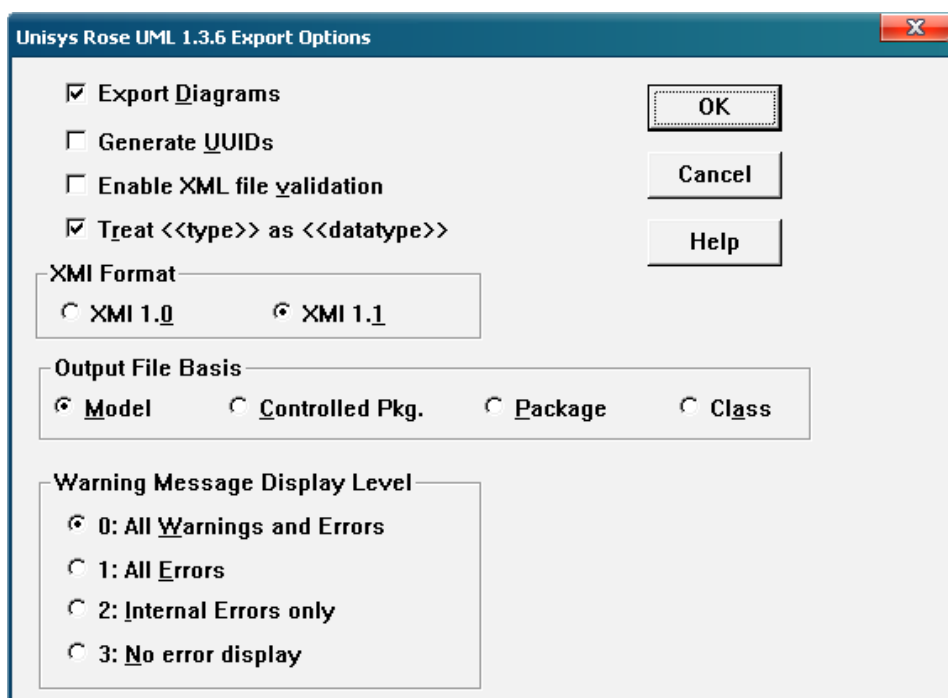 Unisys Rose UML 1.3.6 Export Options
Export Diagrams
OK
Generate UUIDs
Cancel
Enable XML file validation
Treat <<type>> as <<datatype>>
Help
XMI Format
XMI 1.0 XMI 1.1
Output File Basis
Model Controlled Pkg. Package Class
Warning Message Display Level
0: All Warnings and Errors
1: All Errors
2: Internal Errors only
3: No error display